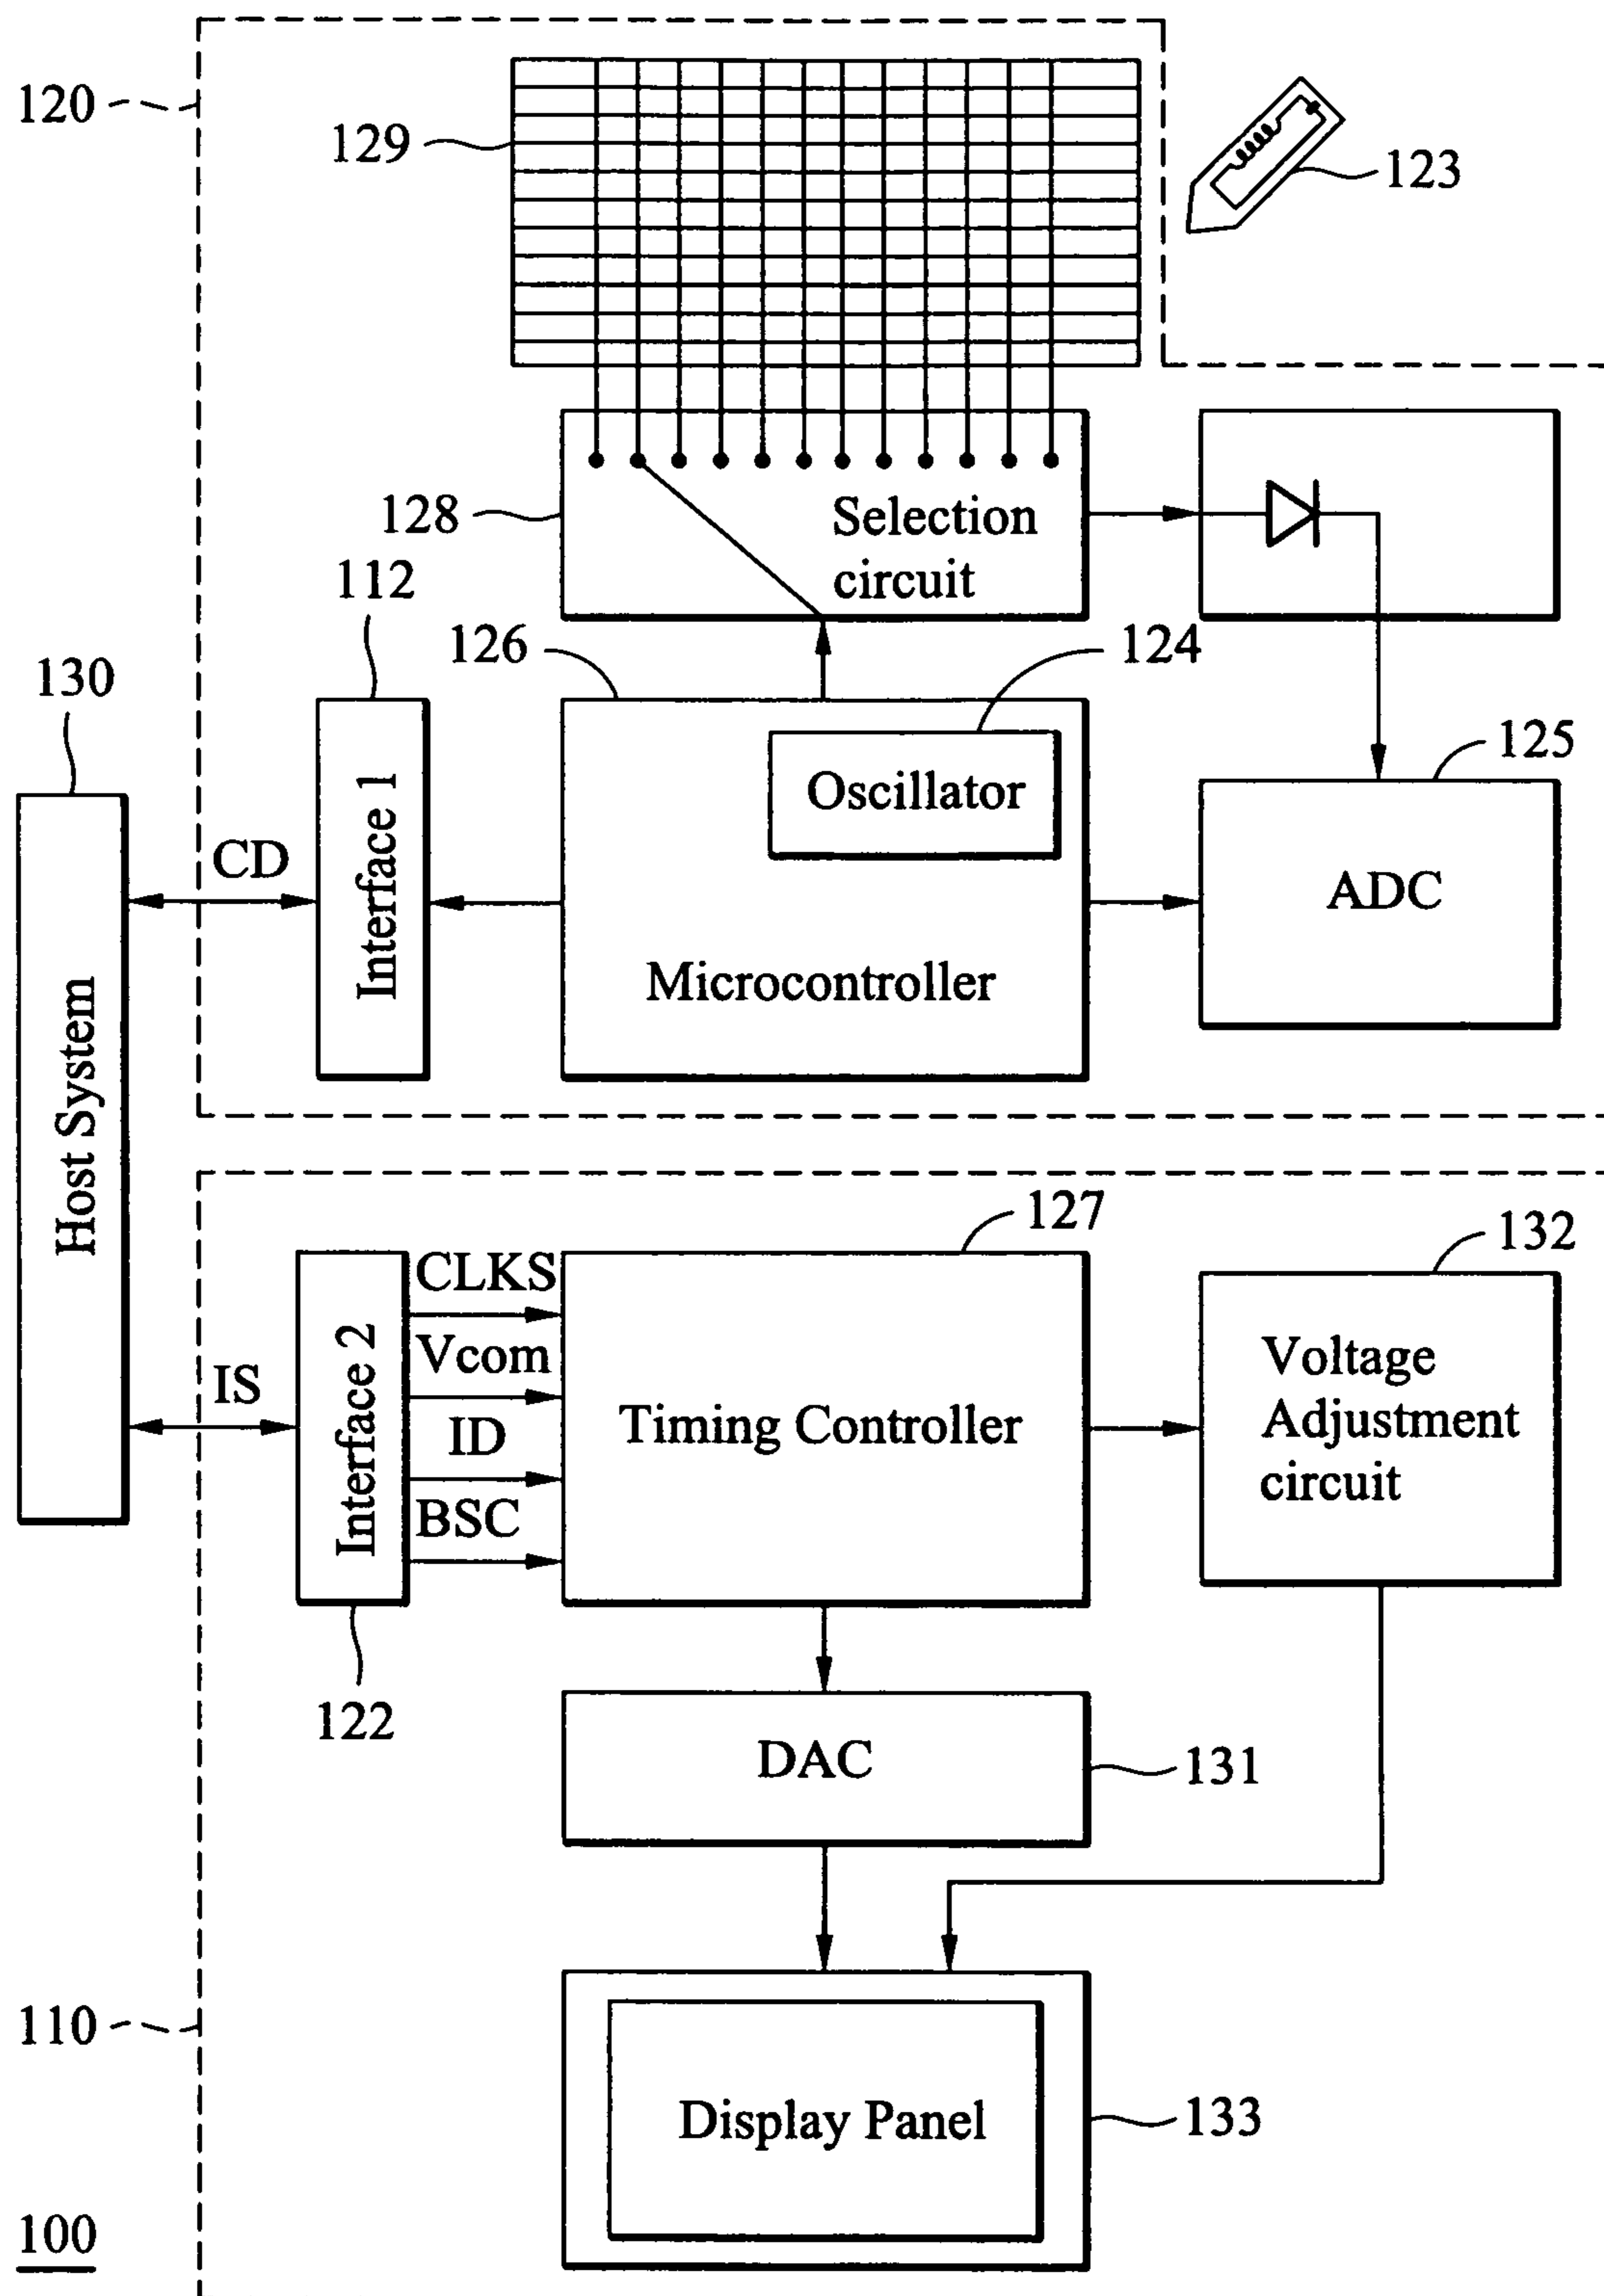 120
129
123
128
Selection
circuit
112
126
124
130
125
Oscillator
CD
Interface 1
ADC
Microcontroller
Host System
127
132
CLKS
Vcom
ID
BSC
IS
Interface 2
Timing Controller
Voltage
Adjustment
circuit
122
DAC
131
110
Display Panel
133
100